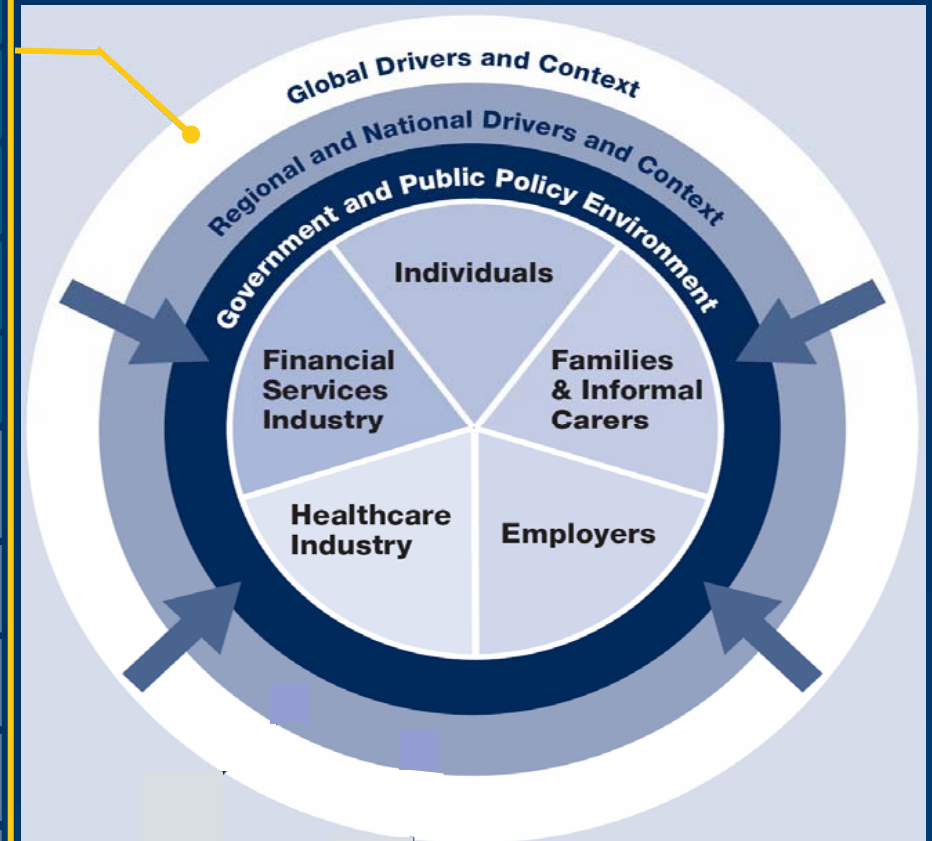 Global Drivers and Context
Regional and National Drivers and Context
Government and Public Policy Environment
Individuals
Financial
Services
Industry
Families
& Informal
Carers
Healthcare
Industry
Employers